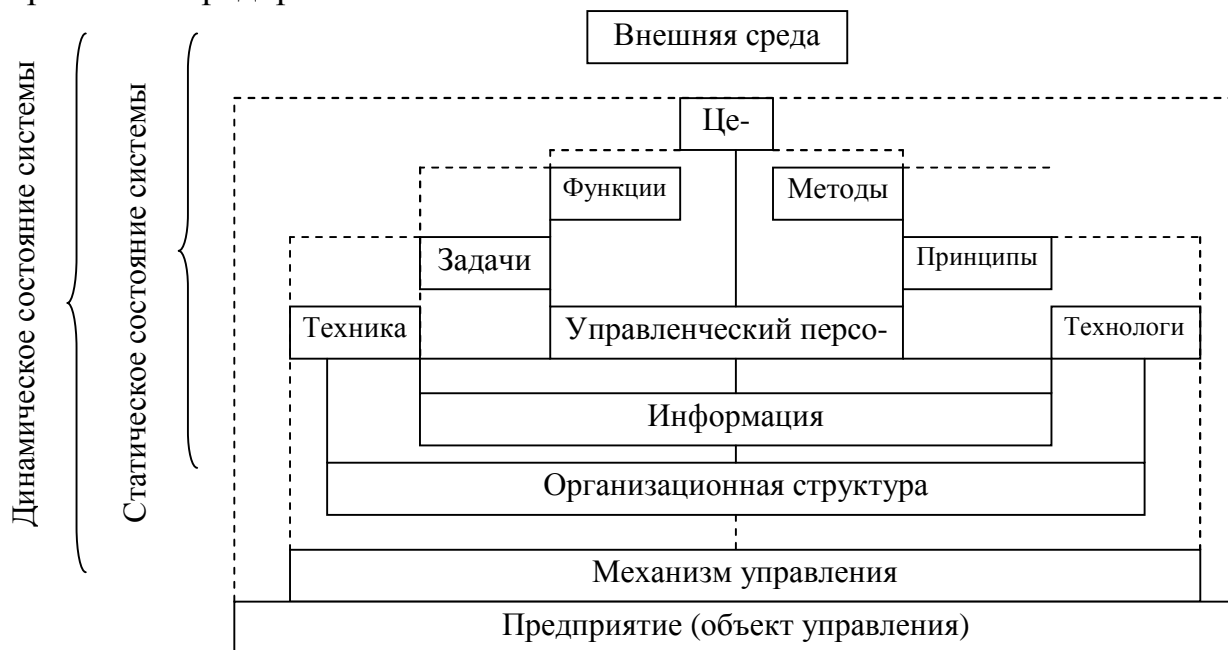 Внешняя среда
Це-
Функции
Методы
Задачи
Принципы
Техника
Управленческий персо-
Технологи
Информация
Организационная структура
Механизм управления
Предприятие (объект управления)
Динамическое состояние системы
Статическое состояние системы